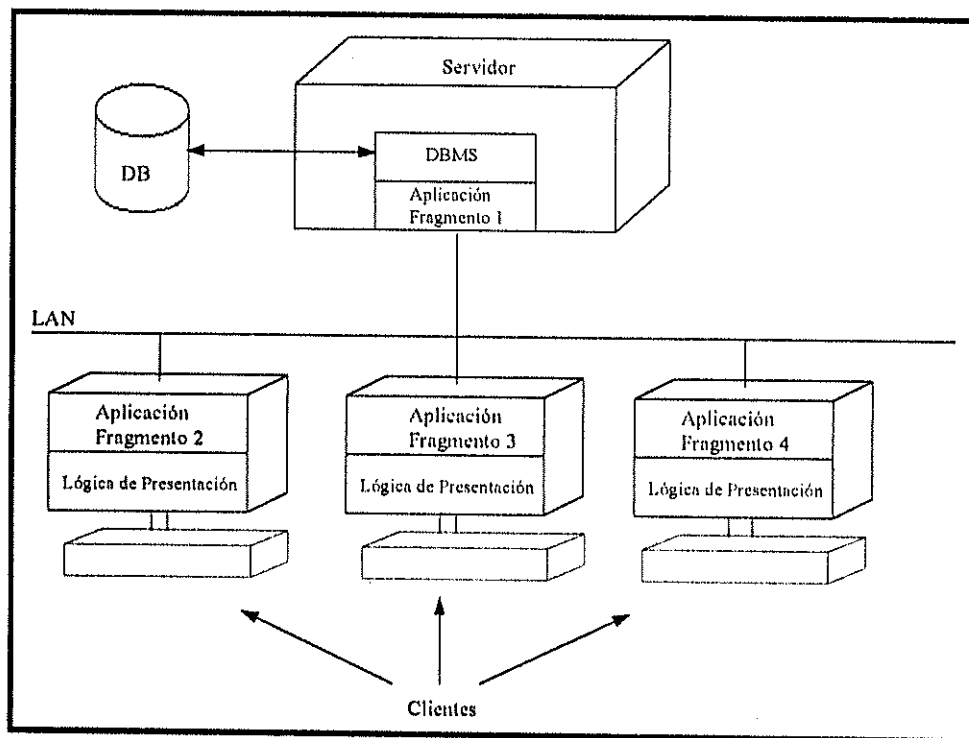 Servidor
DB
DBMS
Aplicación
Fragmento 1
LAN
Aplicación
Fragmento 2
Lógica de Presentación
Aplicación
Fragmento 3
Lógica de Presentación
Aplicación
Fragmento 4
Lógica de Presentación
Clientes